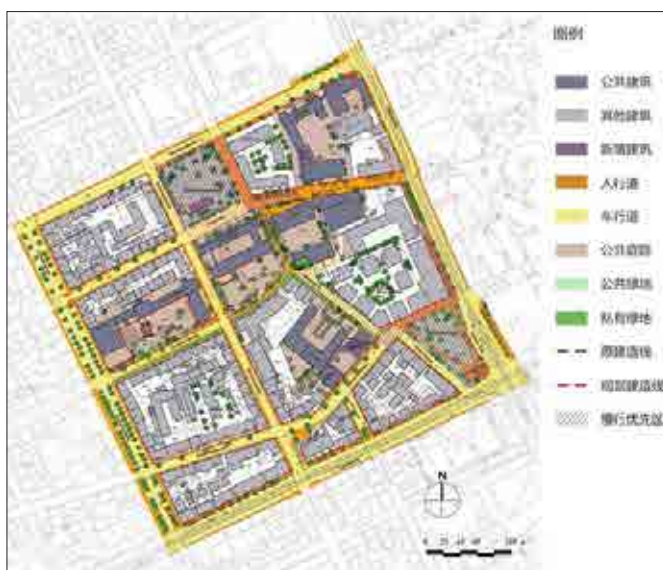 图例
公共建筑
其他建筑
新增建筑
人行道
车行道
公共庭院
公共绿地
私有绿地
原建造线
规划建造线
慢行优先区
N